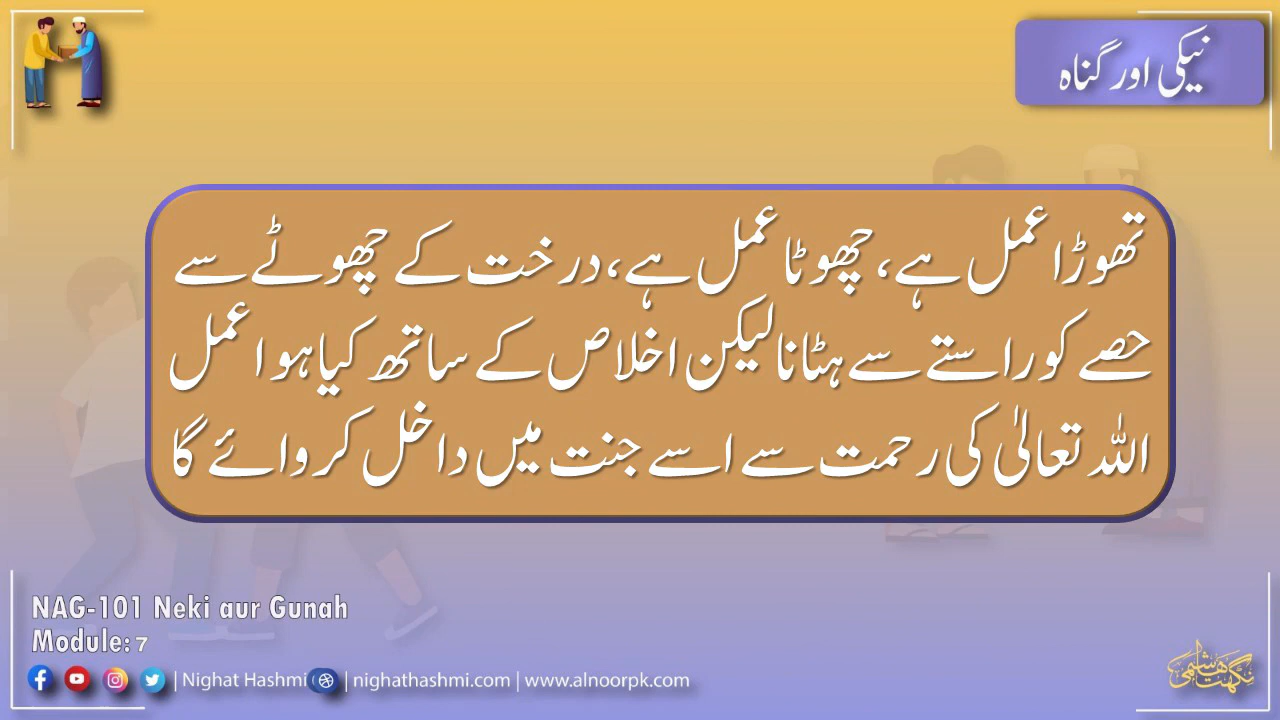 نیکی اور گناہ
تھوڑا عمل ہے، چھوٹا عمل ہے، درخت کے چھوٹے سے
حصے کو راستے سے ہٹانا لیکن اخلاص کے ساتھ کیا ہوا عمل
اللہ تعالیٰ کی رحمت سے اسے جنت میں داخل کروائے گا
NAG-101 Neki aur Gunah
Module: 7
| Nighat Hashmi | nighathashmi.com | www.alnoorpk.com
نگہت ہاشمی